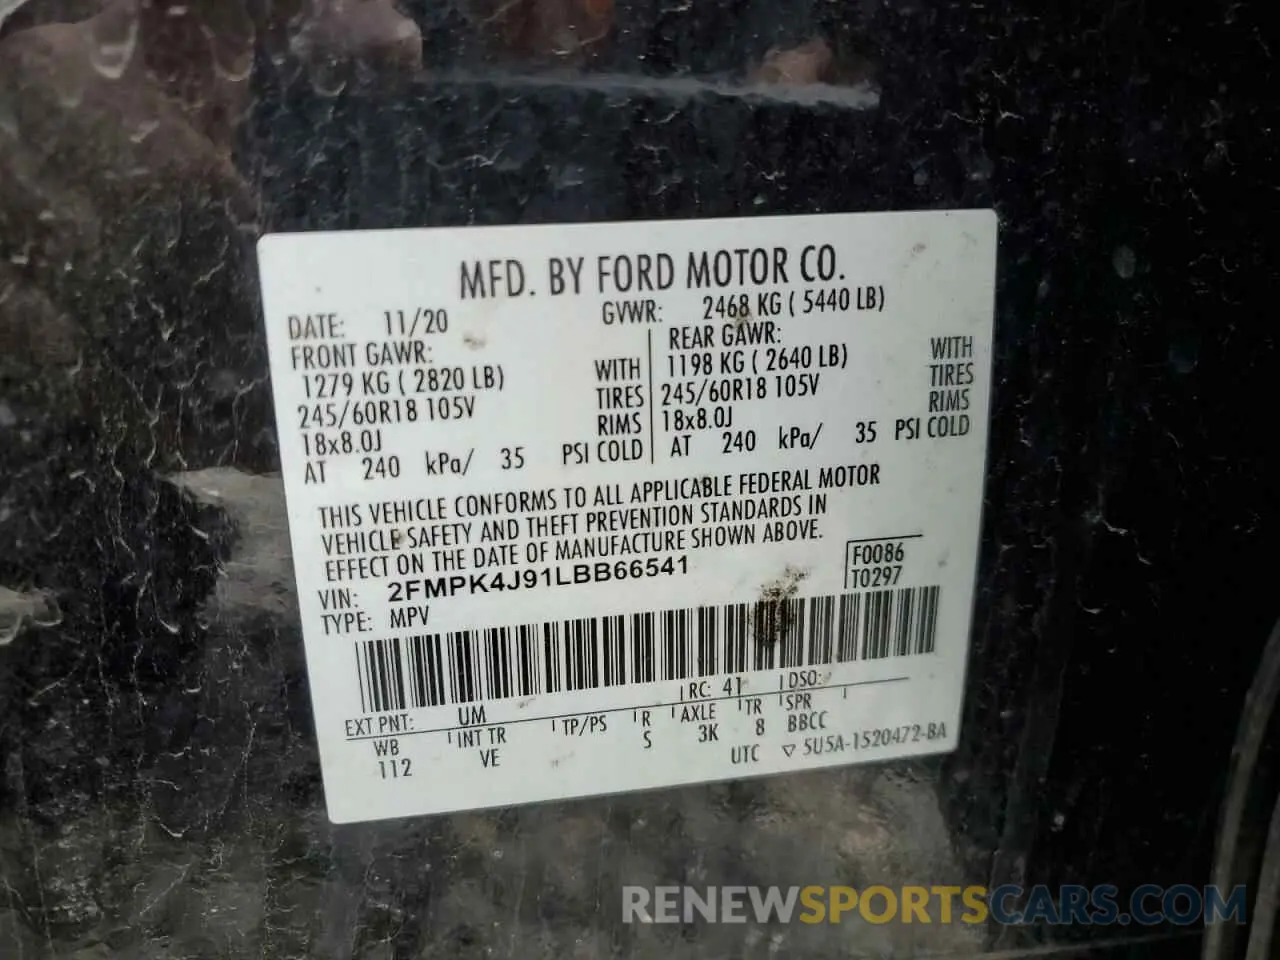 MFD. BY FORD MOTOR CO.
DATE: 11/20 GVWR: 2468 KG ( 5440 LB)
FRONT GAWR: REAR GAWR:
1279 KG ( 2820 LB) WITH 1198 KG ( 2640 LB) WITH
245/60R18 105V TIRES 245/60R18 105V TIRES
18x8.0J RIMS 18x8.0J RIMS
AT 240 kPa/ 35 PSI COLD AT 240 kPa/ 35 PSI COLD
THIS VEHICLE CONFORMS TO ALL APPLICABLE FEDERAL MOTOR
VEHICLE SAFETY AND THEFT PREVENTION STANDARDS IN
EFFECT ON THE DATE OF MANUFACTURE SHOWN ABOVE.
VIN: 2FMPK4J91LBB66541 F0086
TYPE: MPV T0297
EXT PNT: UM RC: 41 DSO:
WB INT TR TP/PS R AXLE TR SPR
112 VE S 3K 8 BBCC
UTC ▽ 5U5A-1520472-BA
RENEWSPORTSCARS.COM